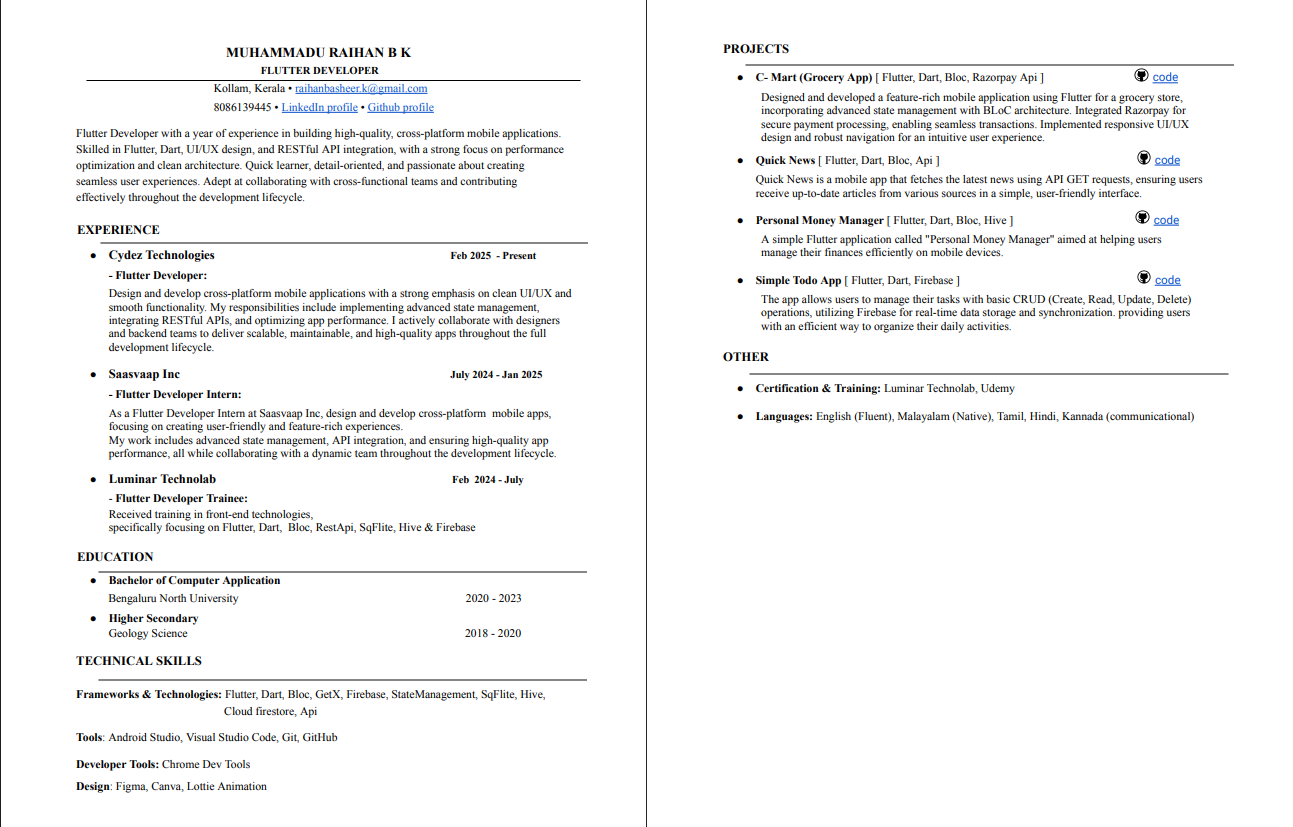 MUHAMMADU RAIHAN B K
FLUTTER DEVELOPER
Kollam, Kerala • raihanbasheer.k@gmail.com
8086139445 • LinkedIn profile • Github profile
Flutter Developer with a year of experience in building high-quality, cross-platform mobile applications.
Skilled in Flutter, Dart, UI/UX design, and RESTful API integration, with a strong focus on performance
optimization and clean architecture. Quick learner, detail-oriented, and passionate about creating
seamless user experiences. Adept at collaborating with cross-functional teams and contributing
effectively throughout the development lifecycle.
EXPERIENCE
● Cydez Technologies Feb 2025 - Present
- Flutter Developer:
Design and develop cross-platform mobile applications with a strong emphasis on clean UI/UX and
smooth functionality. My responsibilities include implementing advanced state management,
integrating RESTful APIs, and optimizing app performance. I actively collaborate with designers
and backend teams to deliver scalable, maintainable, and high-quality apps throughout the full
development lifecycle.
● Saasvaap Inc July 2024 - Jan 2025
- Flutter Developer Intern:
As a Flutter Developer Intern at Saasvaap Inc, design and develop cross-platform mobile apps,
focusing on creating user-friendly and feature-rich experiences.
My work includes advanced state management, API integration, and ensuring high-quality app
performance, all while collaborating with a dynamic team throughout the development lifecycle.
● Luminar Technolab Feb 2024 - July
- Flutter Developer Trainee:
Received training in front-end technologies,
specifically focusing on Flutter, Dart, Bloc, RestApi, SqFlite, Hive & Firebase
EDUCATION
● Bachelor of Computer Application
Bengaluru North University 2020 - 2023
● Higher Secondary
Geology Science 2018 - 2020
TECHNICAL SKILLS
Frameworks & Technologies: Flutter, Dart, Bloc, GetX, Firebase, StateManagement, SqFlite, Hive,
Cloud firestore, Api
Tools: Android Studio, Visual Studio Code, Git, GitHub
Developer Tools: Chrome Dev Tools
Design: Figma, Canva, Lottie Animation
PROJECTS
● C- Mart (Grocery App) [ Flutter, Dart, Bloc, Razorpay Api ] code
Designed and developed a feature-rich mobile application using Flutter for a grocery store,
incorporating advanced state management with BLoC architecture. Integrated Razorpay for
secure payment processing, enabling seamless transactions. Implemented responsive UI/UX
design and robust navigation for an intuitive user experience.
● Quick News [ Flutter, Dart, Bloc, Api ] code
Quick News is a mobile app that fetches the latest news using API GET requests, ensuring users
receive up-to-date articles from various sources in a simple, user-friendly interface.
● Personal Money Manager [ Flutter, Dart, Bloc, Hive ] code
A simple Flutter application called "Personal Money Manager" aimed at helping users
manage their finances efficiently on mobile devices.
● Simple Todo App [ Flutter, Dart, Firebase ] code
The app allows users to manage their tasks with basic CRUD (Create, Read, Update, Delete)
operations, utilizing Firebase for real-time data storage and synchronization. providing users
with an efficient way to organize their daily activities.
OTHER
● Certification & Training: Luminar Technolab, Udemy
● Languages: English (Fluent), Malayalam (Native), Tamil, Hindi, Kannada (communicational)